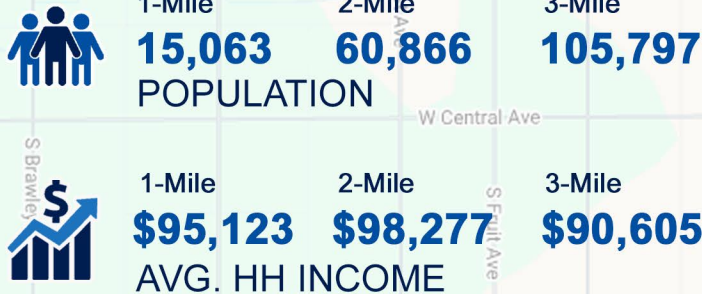 1-Mile 2-Mile 3-Mile
15,063 60,866 105,797
POPULATION
Ave
W Central Ave
S Brawley
1-Mile 2-Mile 3-Mile
$
$95,123 $98,277 $90,605
S Fruit Ave
AVG. HH INCOME